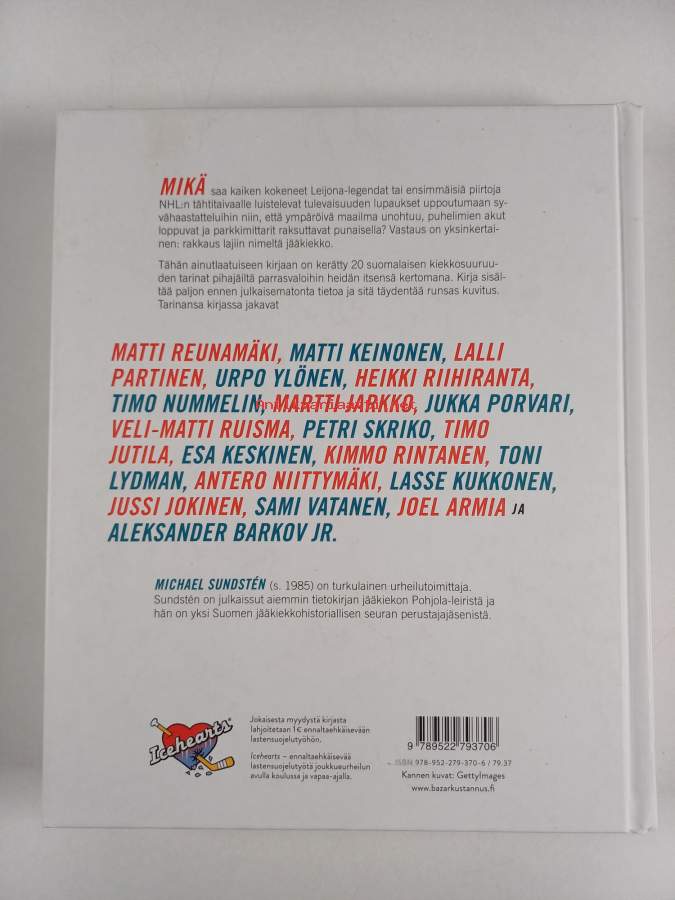 MIKÄ saa kaiken kokeneet Leijona-legendat tai ensimmäisiä piirtoja
NHL:n tähtitaivaalle luistelevat tulevaisuuden lupaukset uppoutumaan sy-
vähaastatteluihin niin, että ympäröivä maailma unohtuu, puhelimien akut
loppuvat ja parkkimittarit raksuttavat punaisella? Vastaus on yksinkertai-
nen: rakkaus lajiin nimeltä jääkiekko.
Tähän ainutlaatuiseen kirjaan on kerätty 20 suomalaisen kiekkosuuruu-
den tarinat pihajäiltä parrasvaloihin heidän itsensä kertomana. Kirja sisäl-
tää paljon ennen julkaisematonta tietoa ja sitä täydentää runsas kuvitus.
Tarinansa kirjassa jakavat
MATTI REUNAMÄKI, MATTI KEINONEN, LALLI
PARTINEN, URPO YLÖNEN, HEIKKI RIIHIRANTA,
TIMO NUMMELIN, MARTTI JARKKO, JUKKA PORVARI,
VELI-MATTI RUISMA, PETRI SKRIKO, TIMO
JUTILA, ESA KESKINEN, KIMMO RINTANEN, TONI
LYDMAN, ANTERO NIITTYMÄKI, LASSE KUKKONEN,
JUSSI JOKINEN, SAMI VATANEN, JOEL ARMIA JA
ALEKSANDER BARKOV JR.
MICHAEL SUNDSTÉN (s. 1985) on turkulainen urheilutoimittaja.
Sundstén on julkaissut aiemmin tietokirjan jääkiekon Pohjola-leiristä ja
hän on yksi Suomen jääkiekkohistoriallisen seuran perustajajäsenistä.
Icehearts®
Jokaisesta myydystä kirjasta
lahjoitetaan 1€ ennaltaehkäisevään
lastensuojelutyöhön.
Icehearts – ennaltaehkäisevää
lastensuojelutyötä joukkueurheilun
avulla koulussa ja vapaa-ajalla.
9 789522 793706
ISBN 978-952-279-370-6 / 79.37
Kannen kuvat: GettyImages
www.bazarkustannus.fi